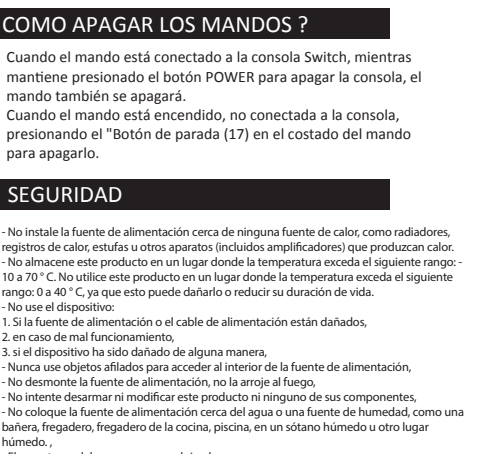 COMO APAGAR LOS MANDOS ?
Cuando el mando está conectado a la consola Switch, mientras
mantiene presionado el botón POWER para apagar la consola, el
mando también se apagará.
Cuando el mando está encendido, no conectada a la consola,
presionando el "Botón de parada (17) en el costado del mando
para apagarlo.
SEGURIDAD
- No instale la fuente de alimentación cerca de ninguna fuente de calor, como radiadores,
registros de calor, estufas u otros aparatos (incluidos amplificadores) que produzcan calor.
- No almacene este producto en un lugar donde la temperatura exceda el siguiente rango: -
10 a 70 ° C. No utilice este producto en un lugar donde la temperatura exceda el siguiente
rango: 0 a 40 ° C, ya que esto puede dañarlo o reducir su duración de vida.
- No use el dispositivo:
1. Si la fuente de alimentación o el cable de alimentación están dañados,
2. en caso de mal funcionamiento,
3. si el dispositivo ha sido dañado de alguna manera,
- Nunca use objetos afilados para acceder al interior de la fuente de alimentación,
- No desmonte la fuente de alimentación, no la arroje al fuego,
- No intente desarmar ni modificar este producto ni ninguno de sus componentes,
- No coloque la fuente de alimentación cerca del agua o una fuente de humedad, como una
bañera, fregadero, fregadero de la cocina, piscina, en un sótano húmedo u otro lugar
húmedo. ,